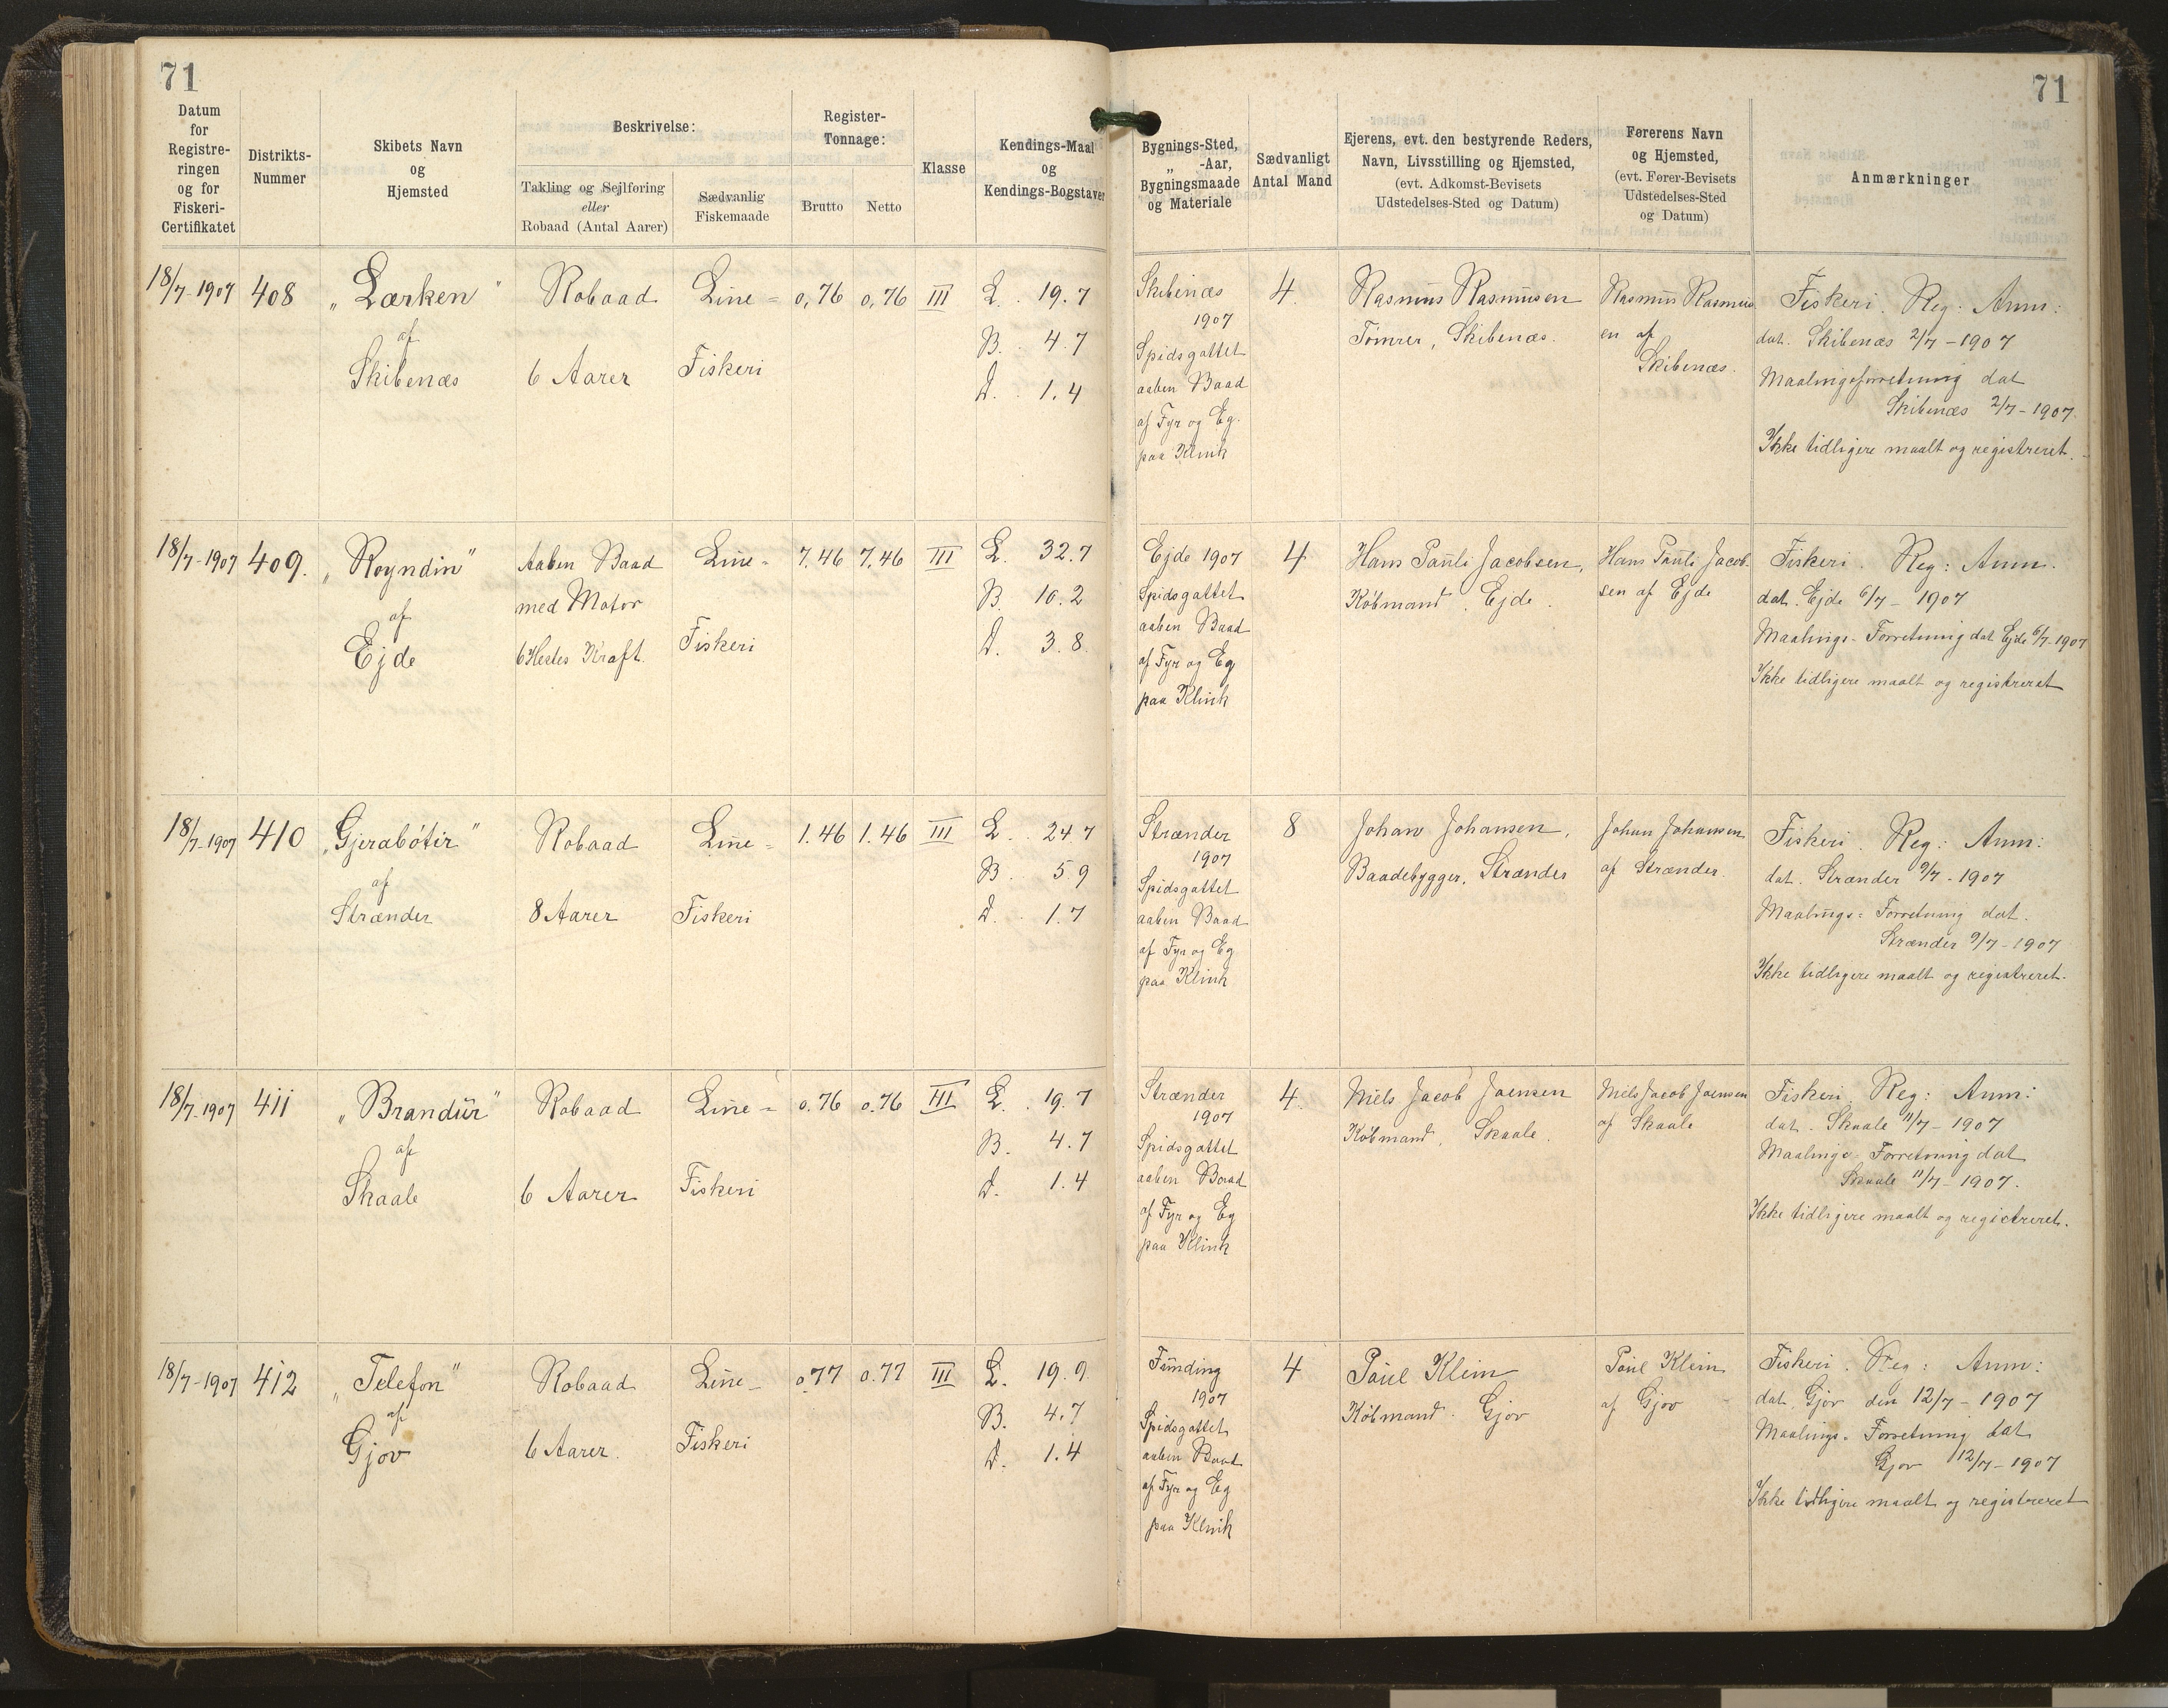 71
71
Datum
for
Registre-
ringen
og for
Fiskeri-
Certifikatet
Distrikts-
Nummer
Skibets Navn
og
Hjemsted
Beskrivelse:
Takling og Sejlføring
eller
Robaad (Antal Aarer)
Sædvanlig
Fiskemaade
Register-
Tonnage:
Brutto
Netto
Klasse
Kendings-Maal
og
Kendings-Bogstaver
Bygnings-Sted,
„ -Aar,
Bygningsmaade
og Materiale
Sædvanligt
Antal Mand
Ejerens, evt. den bestyrende Reders,
Navn, Livsstilling og Hjemsted,
(evt. Adkomst-Bevisets
Udstedelses-Sted og Datum)
Førerens Navn
og Hjemsted,
(evt. Fører-Bevisets
Udstedelses-Sted
og Datum)
Anmærkninger
18/7-1907
408
„Lærken"
af
Skibenæs
Robaad
6 Aarer
Line=
Fiskeri
0,76
0,76
III
L. 19.7
B. 4.7
D. 1.4
Skibenæs
1907
Spidsgattet
aaben Baad
af Fyr og Eg.
paa Klink
4.
Rasmus Rasmusen
Tømrer, Skibenæs.
Rasmus Rasmus
en af
Skibenæs.
Fiskeri. Reg: Anm:
dat. Skibenæs 2/7-1907
Maalingsforretning dat
Skibenæs 2/7-1907.
Ikke tidligere maalt og registreret.
18/7-1907
409.
„Royndin"
af
Ejde
Aaben Baad
med Motor
6 Hestes Kraft.
Line-
Fiskeri
7,46
7,46
III
L. 32.7
B. 10.2
D. 3.8
Ejde 1907
Spidsgattet
aaben Baad
af Fyr og Eg
paa Klink
4
Hans Pauli Jacobsen,
Købmand. Ejde.
Hans Pauli Jacob-
sen af Ejde
Fiskeri. Reg: Anm.
dat. Ejde 6/7-1907
Maalings-Forretning dat Ejde 6/7-1907
Ikke tidligere maalt og registreret
18/7-1907
410
„Gjerabótir"
af
Strænder
Robaad
8 Aarer
Line=
Fiskeri
1.46
1.46
III
L. 24 7
B. 5 9
D. 1.7
Strænder
1907
Spidsgattet
aaben Baad
af Fyr og Eg
paa Klink
8
Johan Johansen,
Baadebygger, Strænder
Johan Johansen
af Strænder.
Fiskeri. Reg: Anm:
dat. Strænder 9/7-1907
Maalings: Forretning dat.
Strænder 9/7-1907
Ikke tidligere maalt og registreret.
18/7-1907
411
„Brandur"
af
Skaale
Robaad
6 Aarer
Line=
Fiskeri
0.76
0.76
III
L. 19.7
B. 4.7
D. 1.4
Strænder
1907
Spidsgattet
aaben Baad
af Fyr og Eg
paa Klink
4.
Niels Jacob Joensen
Købmand, Skaale.
Niels Jacob Joensen
af Skaale
Fiskeri. Reg: Anm:
dat. Skaale 11/7-1907
Maalings-Forretning dat
Skaale 11/7-1907.
Ikke tidligere maalt og registreret.
18/7-1907
412
„Telefon"
af
Gjov
Robaad
6 Aarer.
Line-
Fiskeri
0.77
0.77
III
L. 19.9.
B. 4.7
D. 1.4
Funding
1907
Spidsgattet
aaben Baad
af Fyr og Eg
paa Klink
4
Poul Klein
Købmand. Gjov
Poul Klein
af Gjov
Fiskeri. Reg: Anm:
dat. Gjov den 12/7-1907
Maalings-Forretning dat
Gjov 12/7-1907
Ikke tidligere maalt og registreret